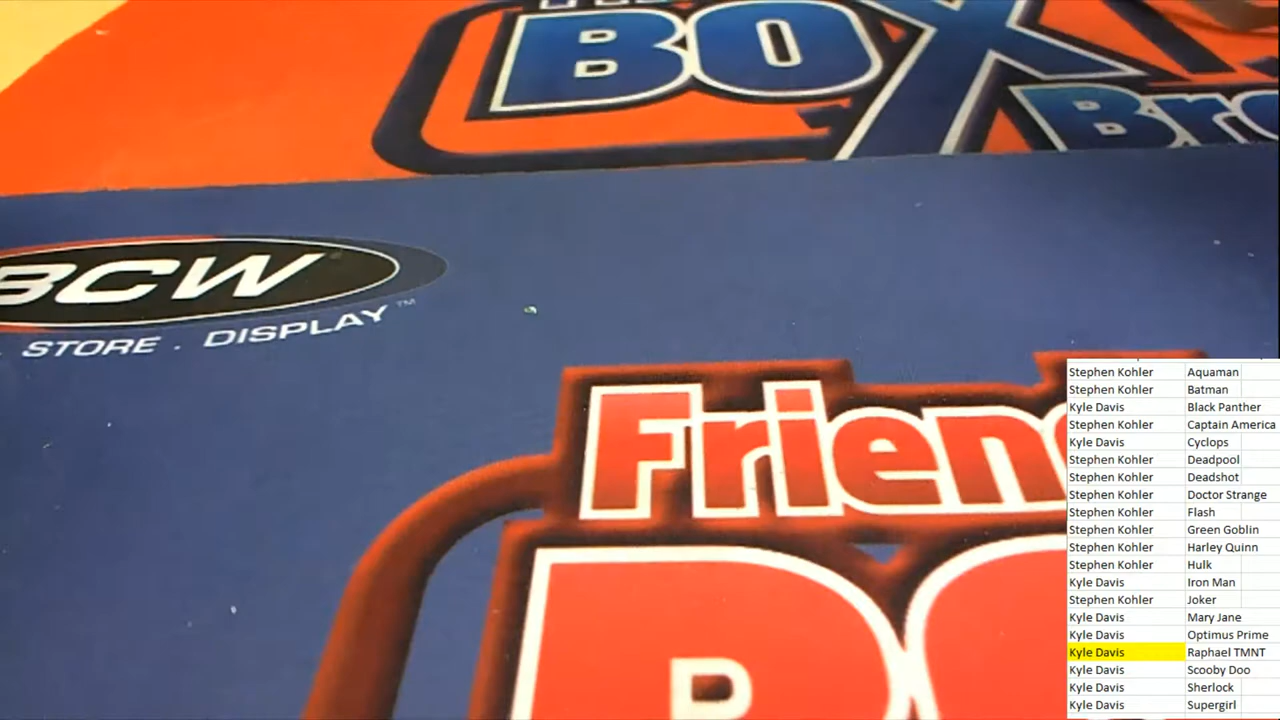 BOX
Bro
BCW
STORE . DISPLAY™
Frien
Stephen Kohler Aquaman
Stephen Kohler Batman
Kyle Davis Black Panther
Stephen Kohler Captain America
Kyle Davis Cyclops
Stephen Kohler Deadpool
Stephen Kohler Deadshot
Stephen Kohler Doctor Strange
Stephen Kohler Flash
Stephen Kohler Green Goblin
Stephen Kohler Harley Quinn
Stephen Kohler Hulk
Kyle Davis Iron Man
Stephen Kohler Joker
Kyle Davis Mary Jane
Kyle Davis Optimus Prime
Kyle Davis Raphael TMNT
Kyle Davis Scooby Doo
Kyle Davis Sherlock
Kyle Davis Supergirl